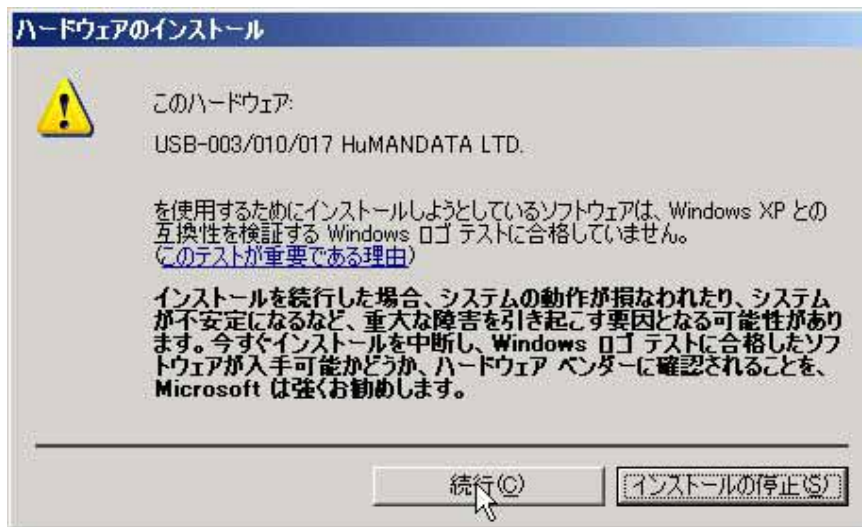 ハードウェアのインストール
このハードウェア:
USB-003/010/017 HuMANDATA LTD.
を使用するためにインストールしようとしているソフトウェアは、Windows XP との
互換性を検証する Windows ロゴ テストに合格していません。
(このテストが重要である理由)
インストールを続行した場合、システムの動作が損なわれたり、システム
が不安定になるなど、重大な障害を引き起こす要因となる可能性があり
ます。今すぐインストールを中断し、Windows ロゴ テストに合格したソフ
トウェアが入手可能かどうか、ハードウェア ベンダーに確認されることを、
Microsoft は強くお勧めします。
続行(C)
インストールの停止(S)